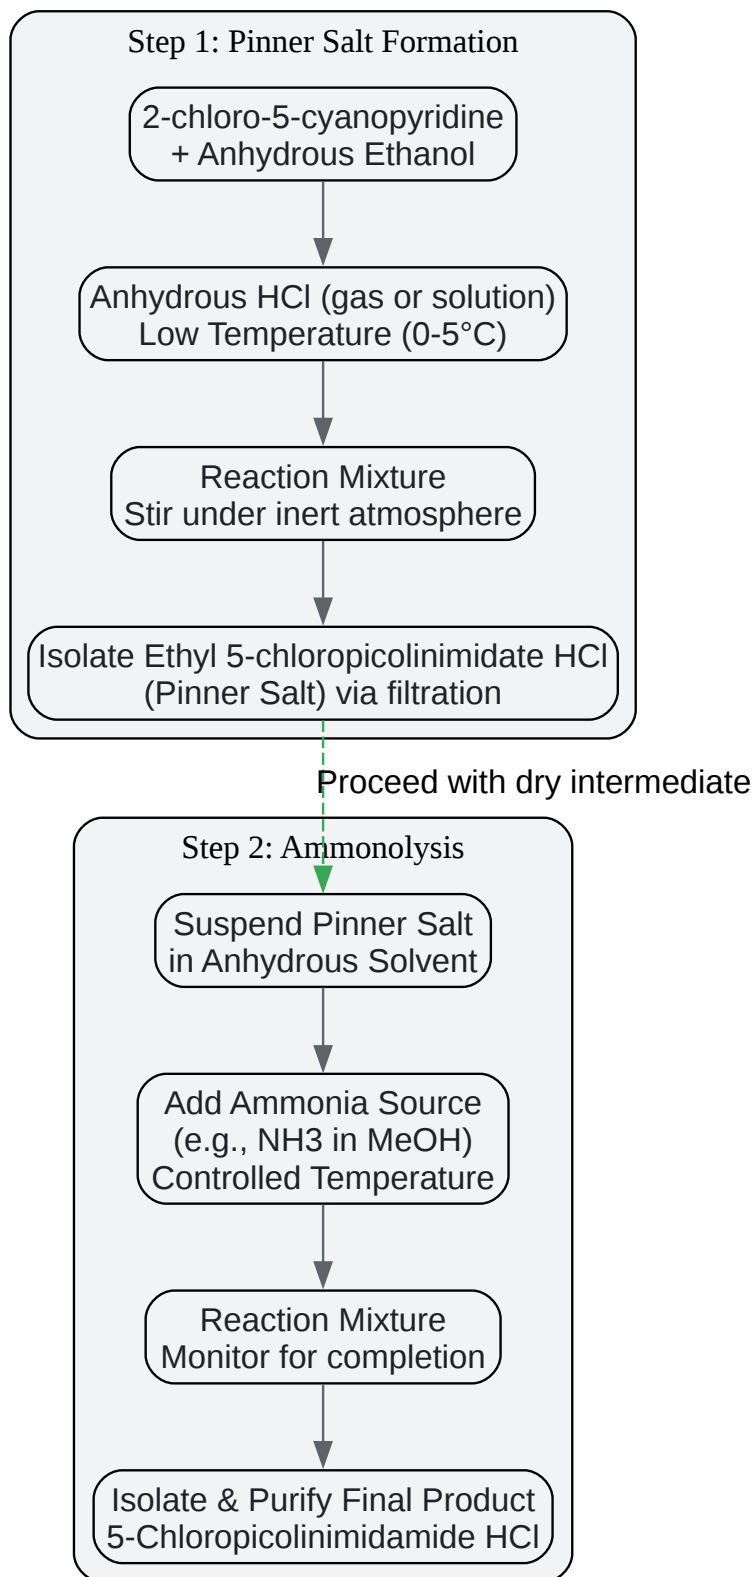 Step 1: Pinner Salt Formation
2-chloro-5-cyanopyridine
+ Anhydrous Ethanol
Anhydrous HCl (gas or solution)
Low Temperature (0-5°C)
Reaction Mixture
Stir under inert atmosphere
Isolate Ethyl 5-chloropicolinimidate HCl
(Pinner Salt) via filtration
Proceed with dry intermediate
Step 2: Ammonolysis
Suspend Pinner Salt
in Anhydrous Solvent
Add Ammonia Source
(e.g., NH3 in MeOH)
Controlled Temperature
Reaction Mixture
Monitor for completion
Isolate & Purify Final Product
5-Chloropicolinimidamide HCl